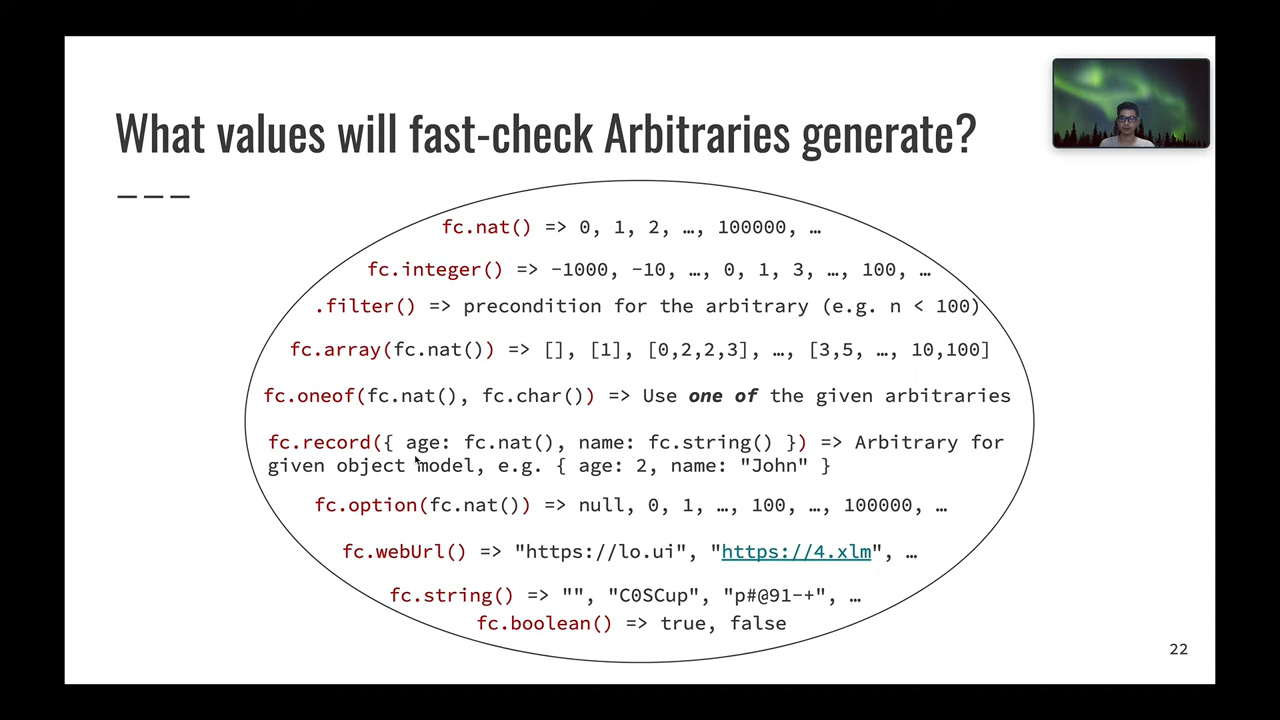 What values will fast-check Arbitraries generate?
fc.nat() => 0, 1, 2, …, 100000, …
fc.integer() => -1000, -10, …, 0, 1, 3, …, 100, …
.filter() => precondition for the arbitrary (e.g. n < 100)
fc.array(fc.nat()) => [], [1], [0,2,2,3], …, [3,5, …, 10,100]
fc.oneof(fc.nat(), fc.char()) => Use one of the given arbitraries
fc.record({ age: fc.nat(), name: fc.string() }) => Arbitrary for
given object model, e.g. { age: 2, name: "John" }
fc.option(fc.nat()) => null, 0, 1, …, 100, …, 100000, …
fc.webUrl() => "https://lo.ui", "https://4.xlm", …
fc.string() => "", "C0SCup", "p#@91-+", …
fc.boolean() => true, false
22